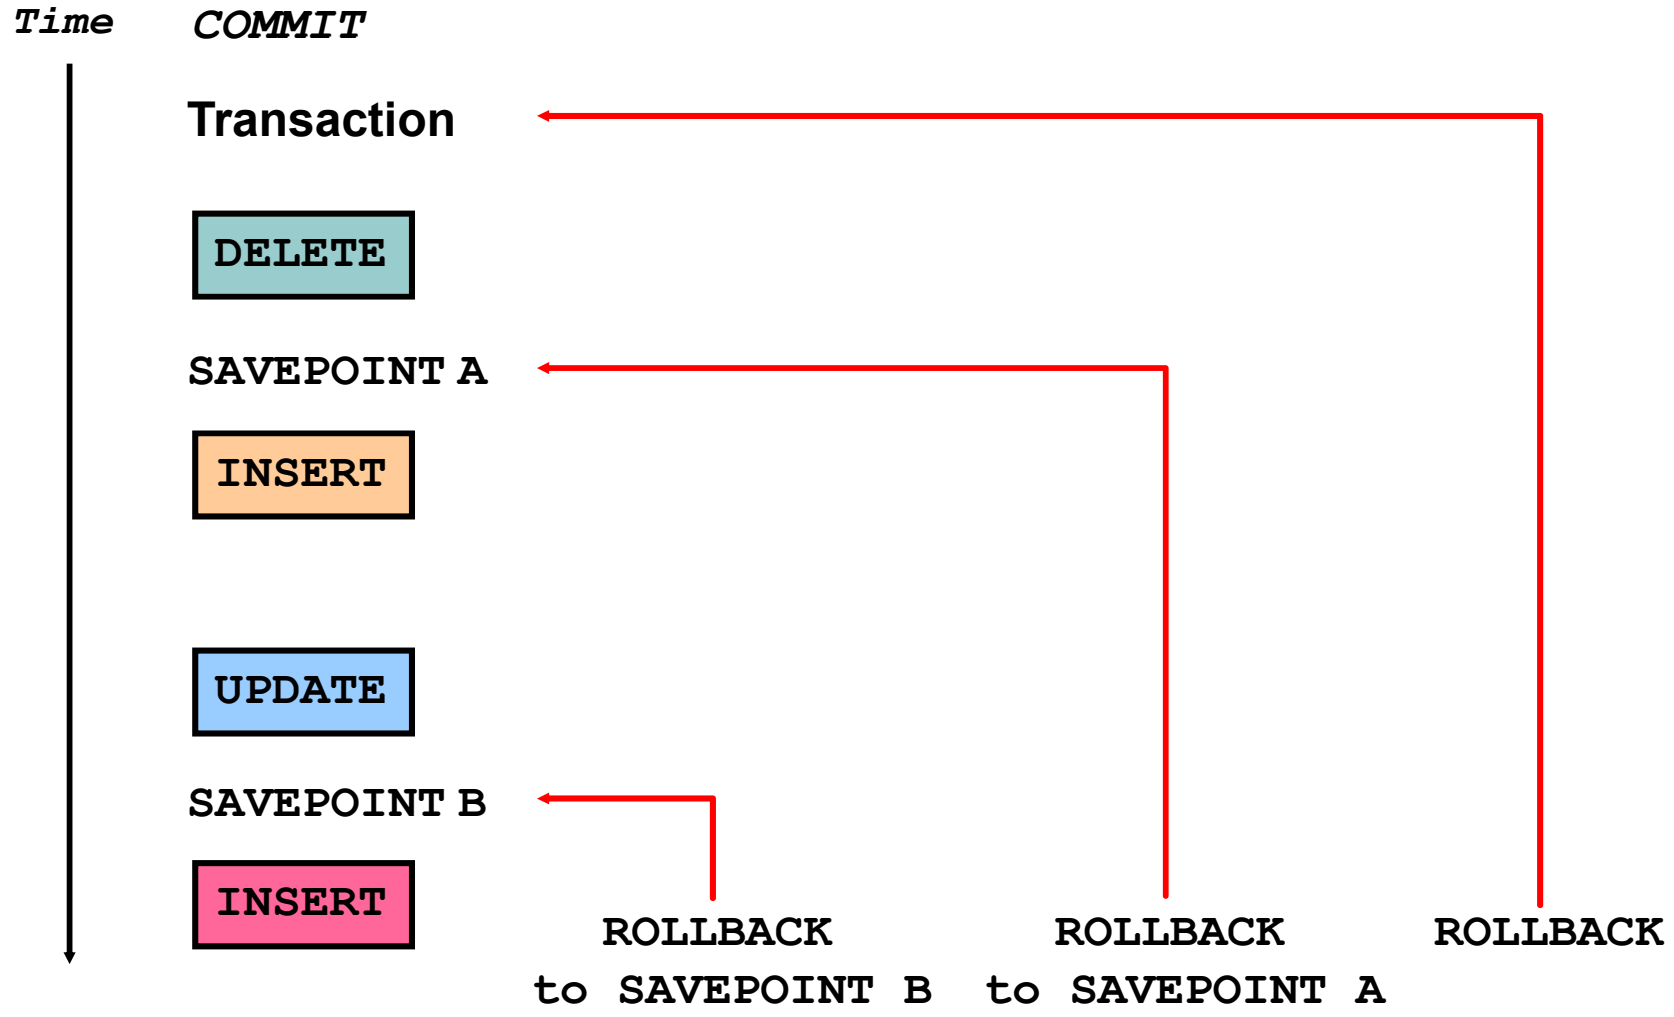 Time
COMMIT
Transaction
DELETE
SAVEPOINT A
INSERT
UPDATE
SAVEPOINT B
INSERT
ROLLBACK
to SAVEPOINT B
ROLLBACK
to SAVEPOINT A
ROLLBACK